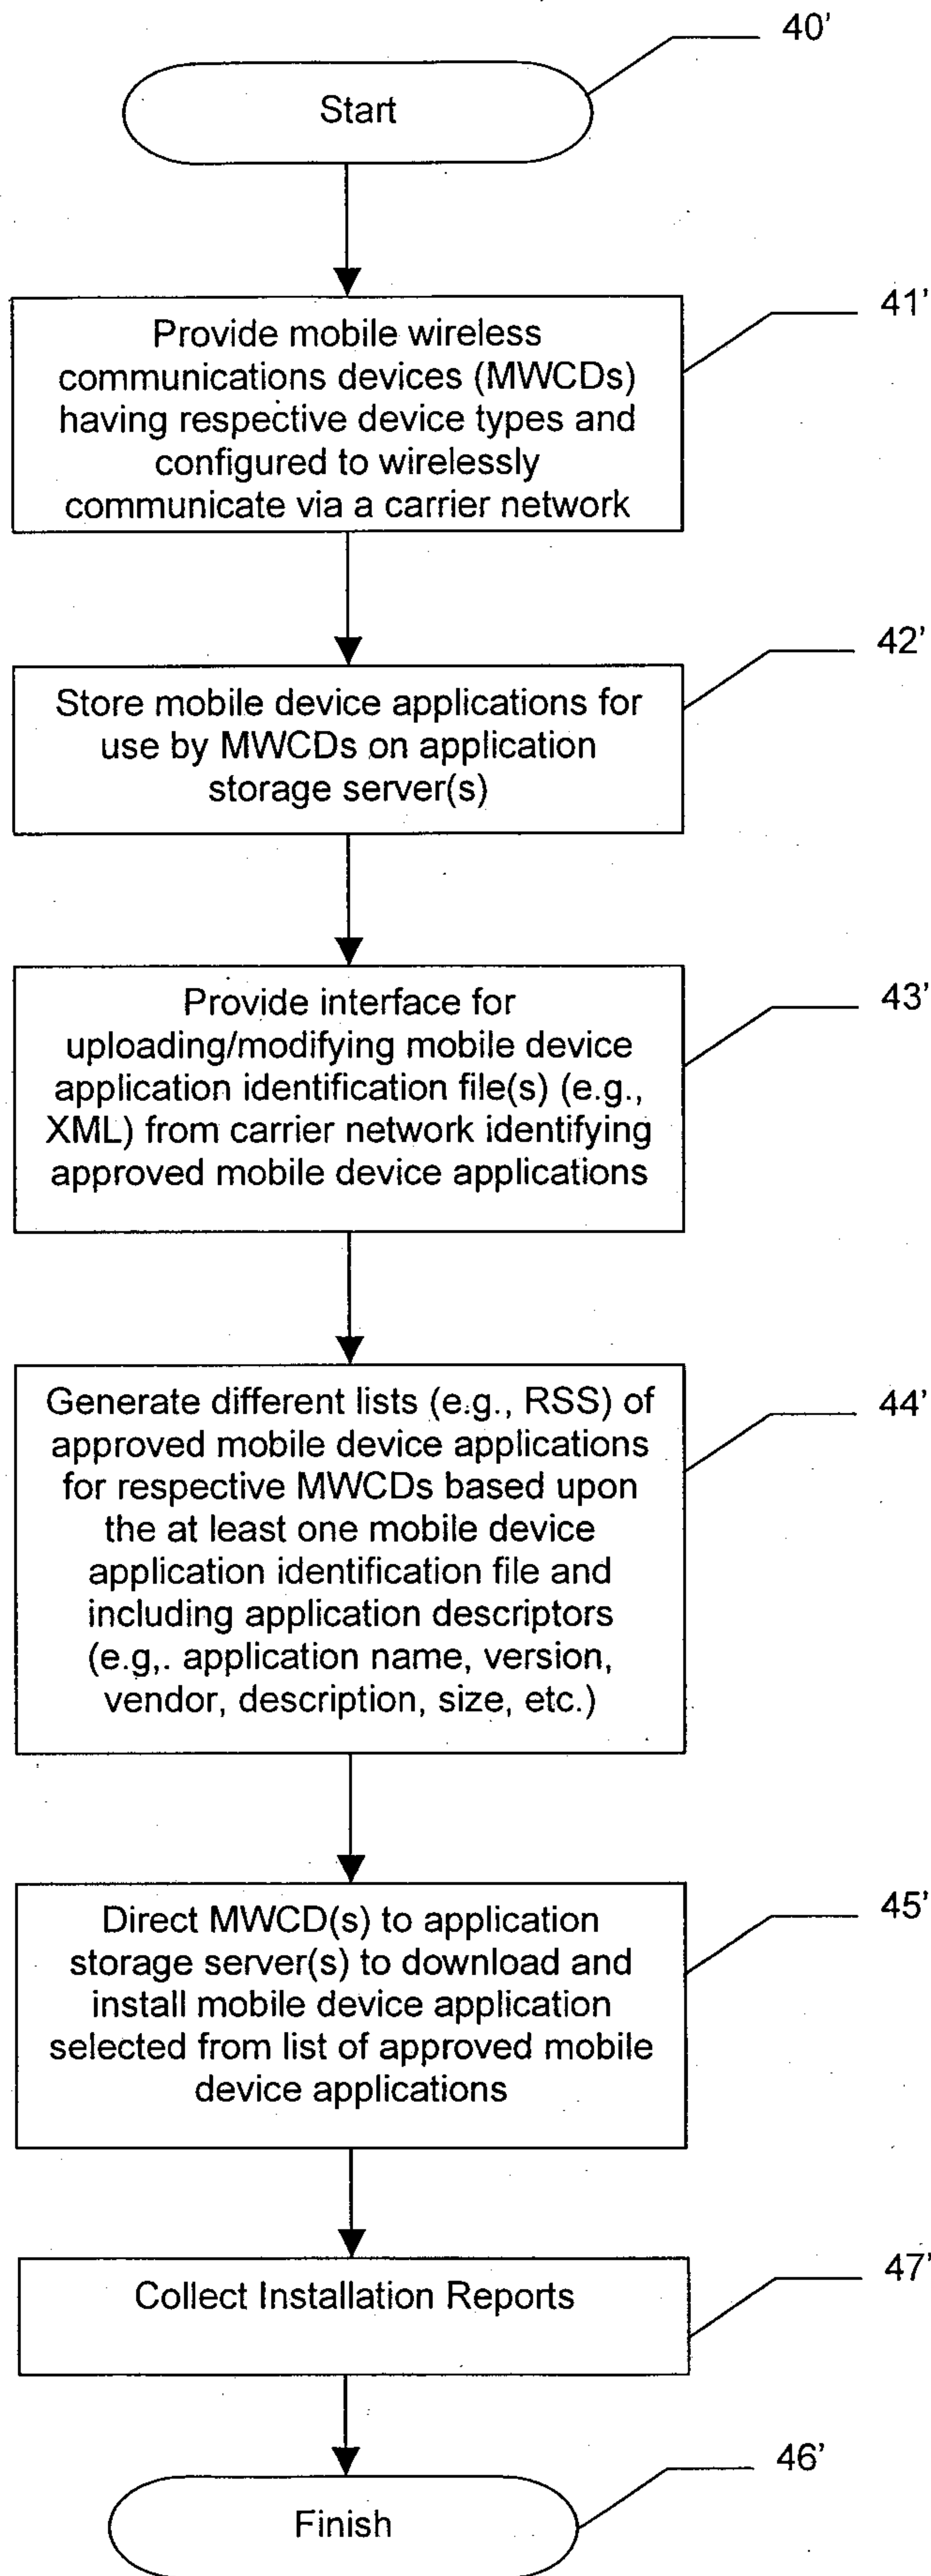 40'
Start
41'
Provide mobile wireless
communications devices (MWCDs)
having respective device types and
configured to wirelessly
communicate via a carrier network
42'
Store mobile device applications for
use by MWCDs on application
storage server(s)
43'
Provide interface for
uploading/modifying mobile device
application identification file(s) (e.g.,
XML) from carrier network identifying
approved mobile device applications
44'
Generate different lists (e.g., RSS) of
approved mobile device applications
for respective MWCDs based upon
the at least one mobile device
application identification file and
including application descriptors
(e.g,. application name, version,
vendor, description, size, etc.)
45'
Direct MWCD(s) to application
storage server(s) to download and
install mobile device application
selected from list of approved mobile
device applications
47'
Collect Installation Reports
46'
Finish